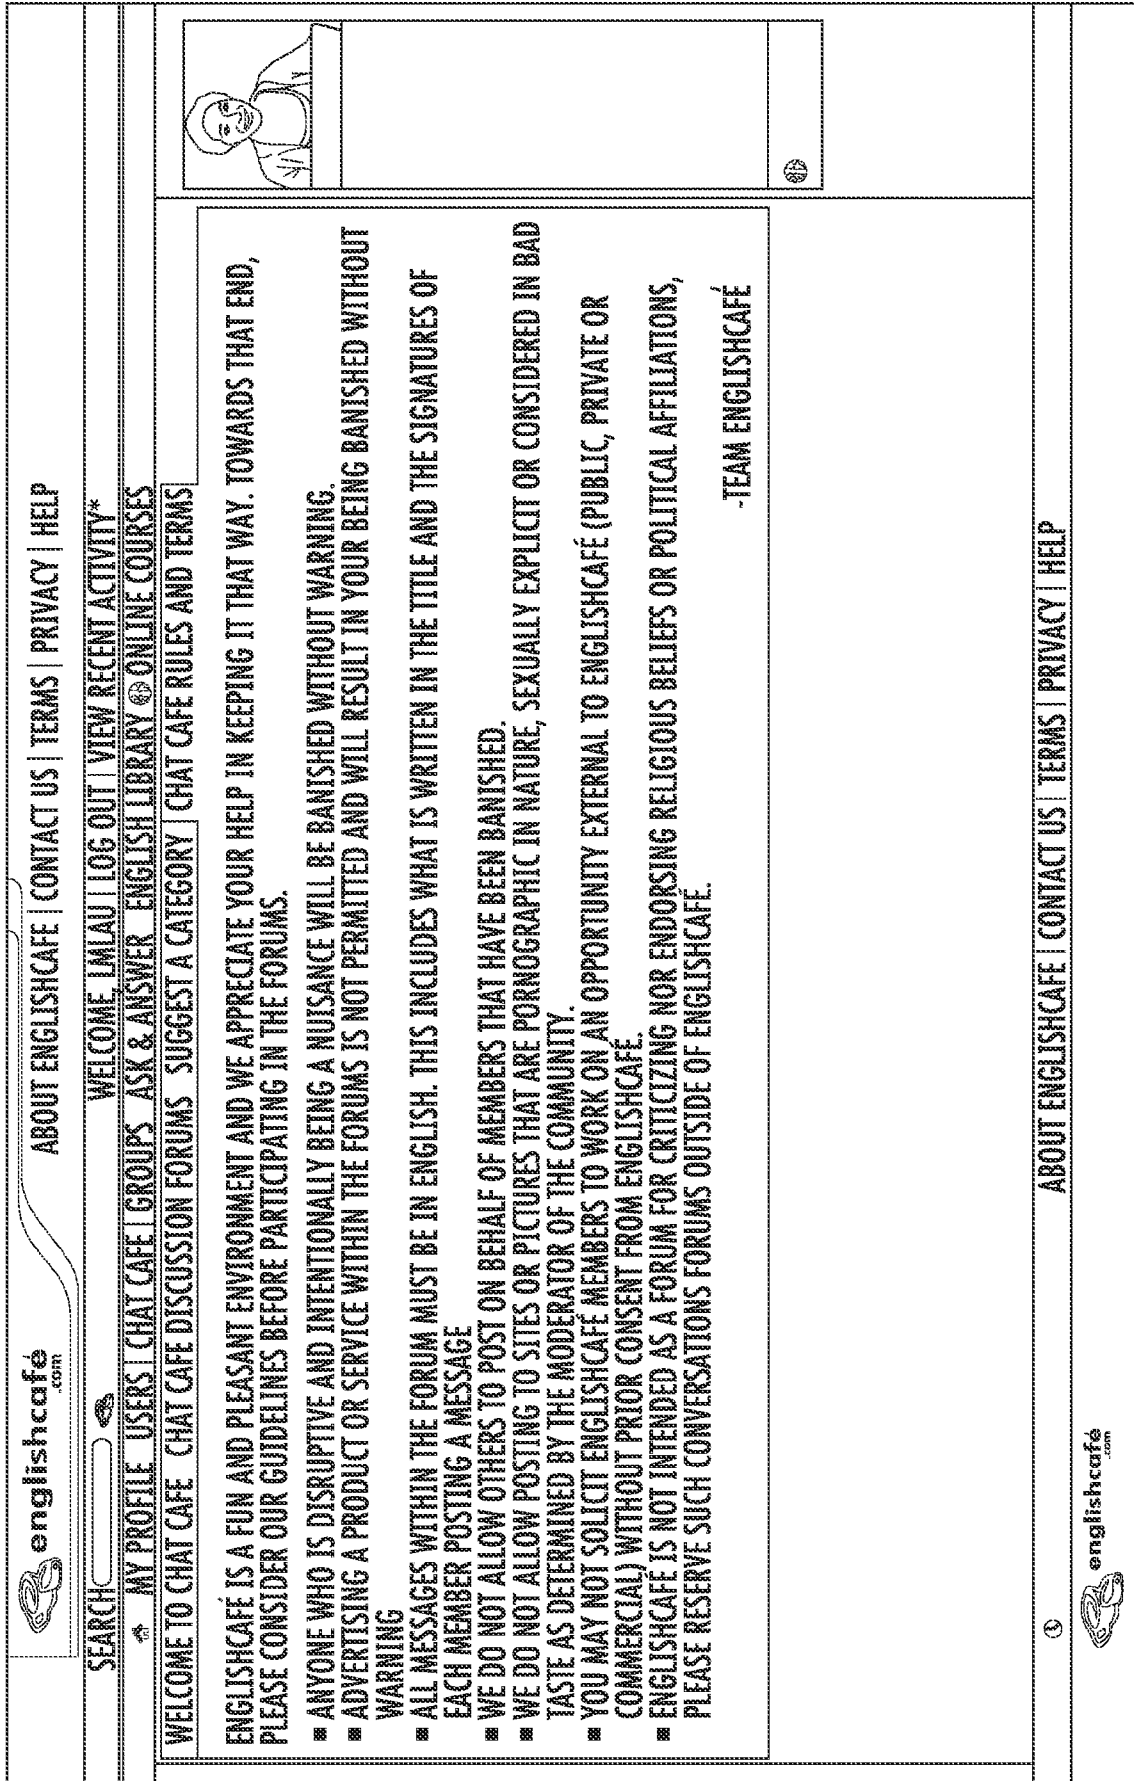 englishcafé
.com
ABOUT ENGLISHCAFE | CONTACT US | TERMS | PRIVACY | HELP
SEARCH
WELCOME, LMLAU | LOG OUT | VIEW RECENT ACTIVITY*
MY PROFILE USERS | CHAT CAFE | GROUPS ASK & ANSWER ENGLISH LIBRARY ONLINE COURSES
WELCOME TO CHAT CAFE CHAT CAFE DISCUSSION FORUMS SUGGEST A CATEGORY | CHAT CAFE RULES AND TERMS
ENGLISHCAFÉ IS A FUN AND PLEASANT ENVIRONMENT AND WE APPRECIATE YOUR HELP IN KEEPING IT THAT WAY. TOWARDS THAT END,
PLEASE CONSIDER OUR GUIDELINES BEFORE PARTICIPATING IN THE FORUMS.
■ ANYONE WHO IS DISRUPTIVE AND INTENTIONALLY BEING A NUISANCE WILL BE BANISHED WITHOUT WARNING.
■ ADVERTISING A PRODUCT OR SERVICE WITHIN THE FORUMS IS NOT PERMITTED AND WILL RESULT IN YOUR BEING BANISHED WITHOUT
WARNING
■ ALL MESSAGES WITHIN THE FORUM MUST BE IN ENGLISH. THIS INCLUDES WHAT IS WRITTEN IN THE TITLE AND THE SIGNATURES OF
EACH MEMBER POSTING A MESSAGE
■ WE DO NOT ALLOW OTHERS TO POST ON BEHALF OF MEMBERS THAT HAVE BEEN BANISHED.
■ WE DO NOT ALLOW POSTING TO SITES OR PICTURES THAT ARE PORNOGRAPHIC IN NATURE, SEXUALLY EXPLICIT OR CONSIDERED IN BAD
TASTE AS DETERMINED BY THE MODERATOR OF THE COMMUNITY.
■ YOU MAY NOT SOLICIT ENGLISHCAFÉ MEMBERS TO WORK ON AN OPPORTUNITY EXTERNAL TO ENGLISHCAFÉ (PUBLIC, PRIVATE OR
COMMERCIAL) WITHOUT PRIOR CONSENT FROM ENGLISHCAFÉ.
■ ENGLISHCAFÉ IS NOT INTENDED AS A FORUM FOR CRITICIZING NOR ENDORSING RELIGIOUS BELIEFS OR POLITICAL AFFILIATIONS,
PLEASE RESERVE SUCH CONVERSATIONS FORUMS OUTSIDE OF ENGLISHCAFÉ.
-TEAM ENGLISHCAFÉ
ABOUT ENGLISHCAFE | CONTACT US | TERMS | PRIVACY | HELP
englishcafé
.com